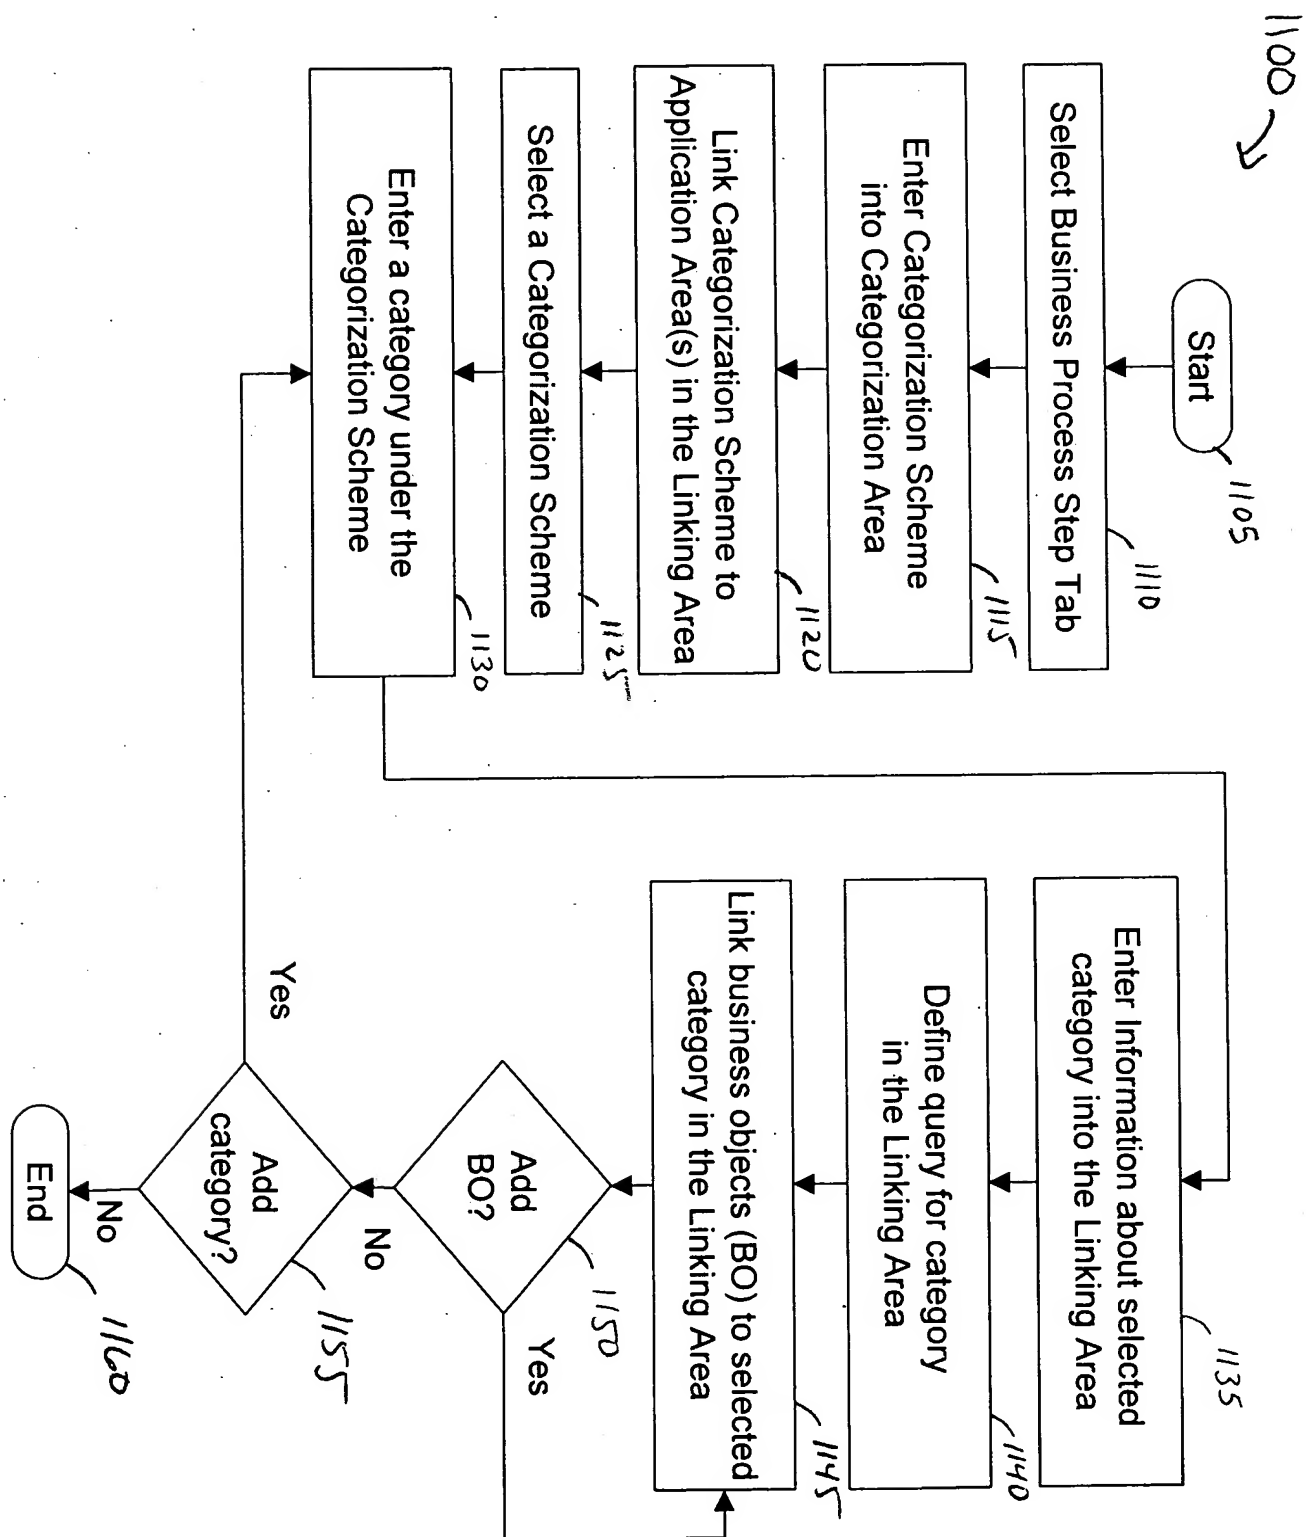 1100
Start
1105
Select Business Process Step Tab
1110
Enter Categorization Scheme
into Categorization Area
1115
Link Categorization Scheme to
Application Area(s) in the Linking Area
1120
Select a Categorization Scheme
1125
Enter a category under the
Categorization Scheme
1130
Enter Information about selected
category into the Linking Area
1135
Define query for category
in the Linking Area
1140
Link business objects (BO) to selected
category in the Linking Area
1145
Add
BO?
1150
Yes
No
Add
category?
1155
Yes
No
End
1160